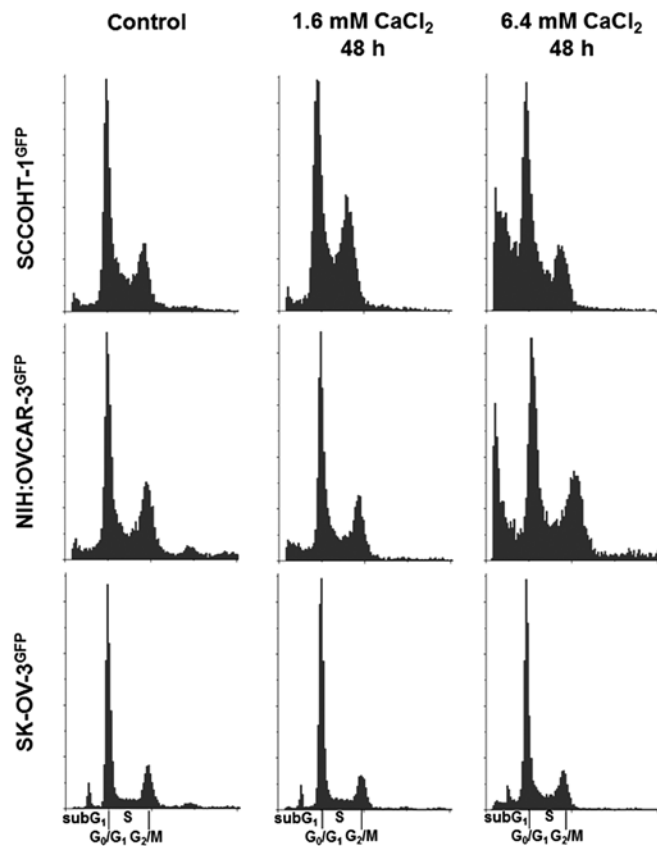 Control
1.6 mM CaCl₂
48 h
6.4 mM CaCl₂
48 h
SCCOHT-1ᴳᶠᴾ
NIH:OVCAR-3ᴳᶠᴾ
SK-OV-3ᴳᶠᴾ
subG₁ S
G₀/G₁ G₂/M
subG₁ S
G₀/G₁ G₂/M
subG₁ S
G₀/G₁ G₂/M